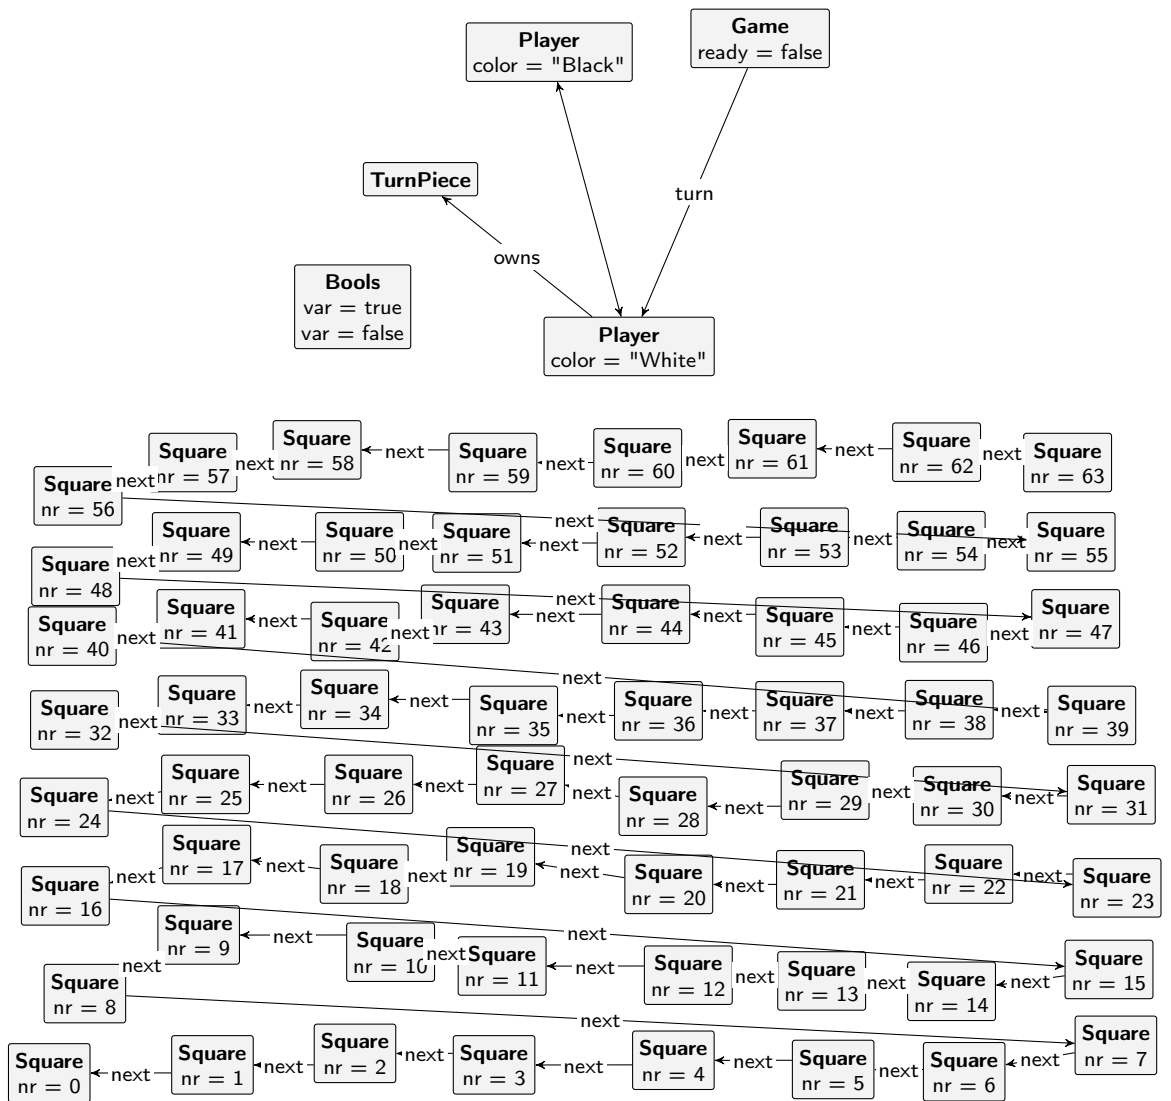 Player
color = "Black"
Game
ready = false
TurnPiece
turn
owns
Bools
var = true
var = false
Player
color = "White"
Square
nr = 56
next
Square
nr = 57
next
Square
nr = 58
next
Square
nr = 59
next
Square
nr = 60
next
Square
nr = 61
next
Square
nr = 62
next
Square
nr = 63
next
Square
nr = 48
next
Square
nr = 49
next
Square
nr = 50
next
Square
nr = 51
next
Square
nr = 52
next
Square
nr = 53
next
Square
nr = 54
next
Square
nr = 55
next
Square
nr = 40
next
Square
nr = 41
next
Square
nr = 42
next
Square
nr = 43
next
Square
nr = 44
next
Square
nr = 45
next
Square
nr = 46
next
Square
nr = 47
next
Square
nr = 32
next
Square
nr = 33
next
Square
nr = 34
next
Square
nr = 35
next
Square
nr = 36
next
Square
nr = 37
next
Square
nr = 38
next
Square
nr = 39
next
Square
nr = 24
next
Square
nr = 25
next
Square
nr = 26
next
Square
nr = 27
next
Square
nr = 28
next
Square
nr = 29
next
Square
nr = 30
next
Square
nr = 31
next
Square
nr = 16
next
Square
nr = 17
next
Square
nr = 18
next
Square
nr = 19
next
Square
nr = 20
next
Square
nr = 21
next
Square
nr = 22
next
Square
nr = 23
next
Square
nr = 8
next
Square
nr = 9
next
Square
nr = 10
next
Square
nr = 11
next
Square
nr = 12
next
Square
nr = 13
next
Square
nr = 14
next
Square
nr = 15
next
Square
nr = 0
next
Square
nr = 1
next
Square
nr = 2
next
Square
nr = 3
next
Square
nr = 4
next
Square
nr = 5
next
Square
nr = 6
next
Square
nr = 7